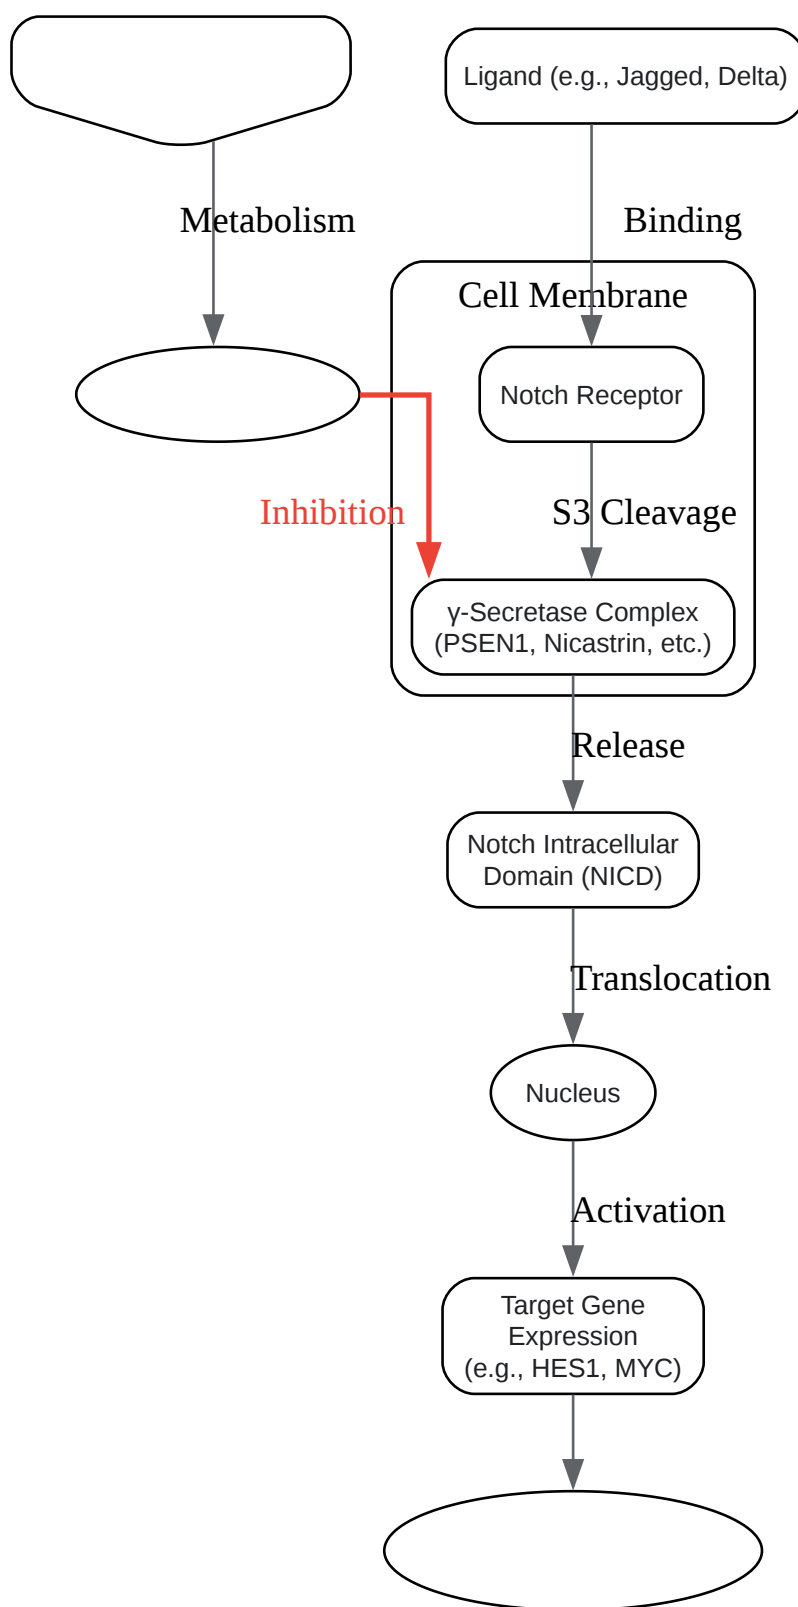 Ligand (e.g., Jagged, Delta)
Metabolism
Binding
Cell Membrane
Notch Receptor
Inhibition
S3 Cleavage
γ-Secretase Complex
(PSEN1, Nicastrin, etc.)
Release
Notch Intracellular
Domain (NICD)
Translocation
Nucleus
Activation
Target Gene
Expression
(e.g., HES1, MYC)